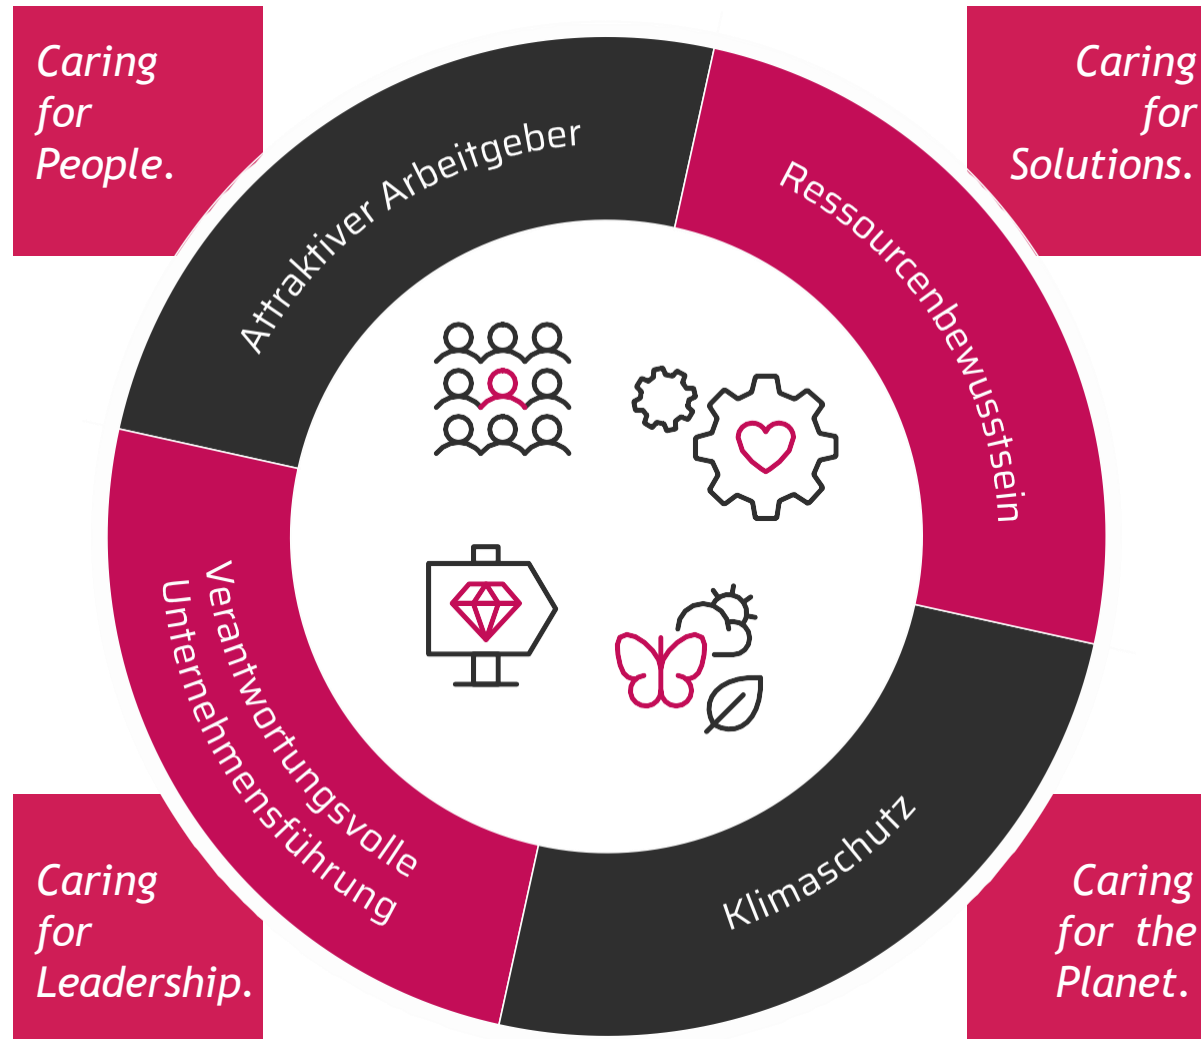 Caring
for
People.
Caring
for
Solutions.
Attraktiver Arbeitgeber
Ressourcenbewusstsein
Verantwortungsvolle
Unternehmensführung
Klimaschutz
Caring
for
Leadership.
Caring
for the
Planet.